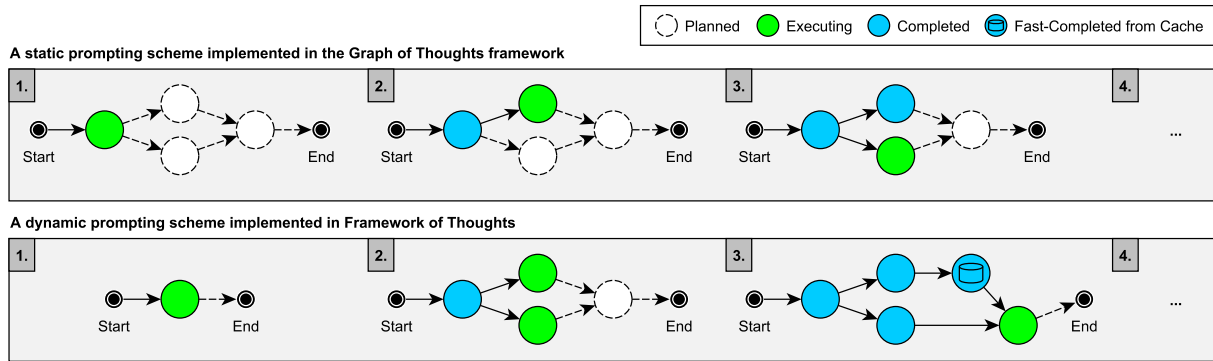 Planned Executing Completed Fast-Completed from Cache
A static prompting scheme implemented in the Graph of Thoughts framework
1. 2. 3. 4.
Start End Start End Start End ...
A dynamic prompting scheme implemented in Framework of Thoughts
1. 2. 3. 4.
Start End Start End Start End ...